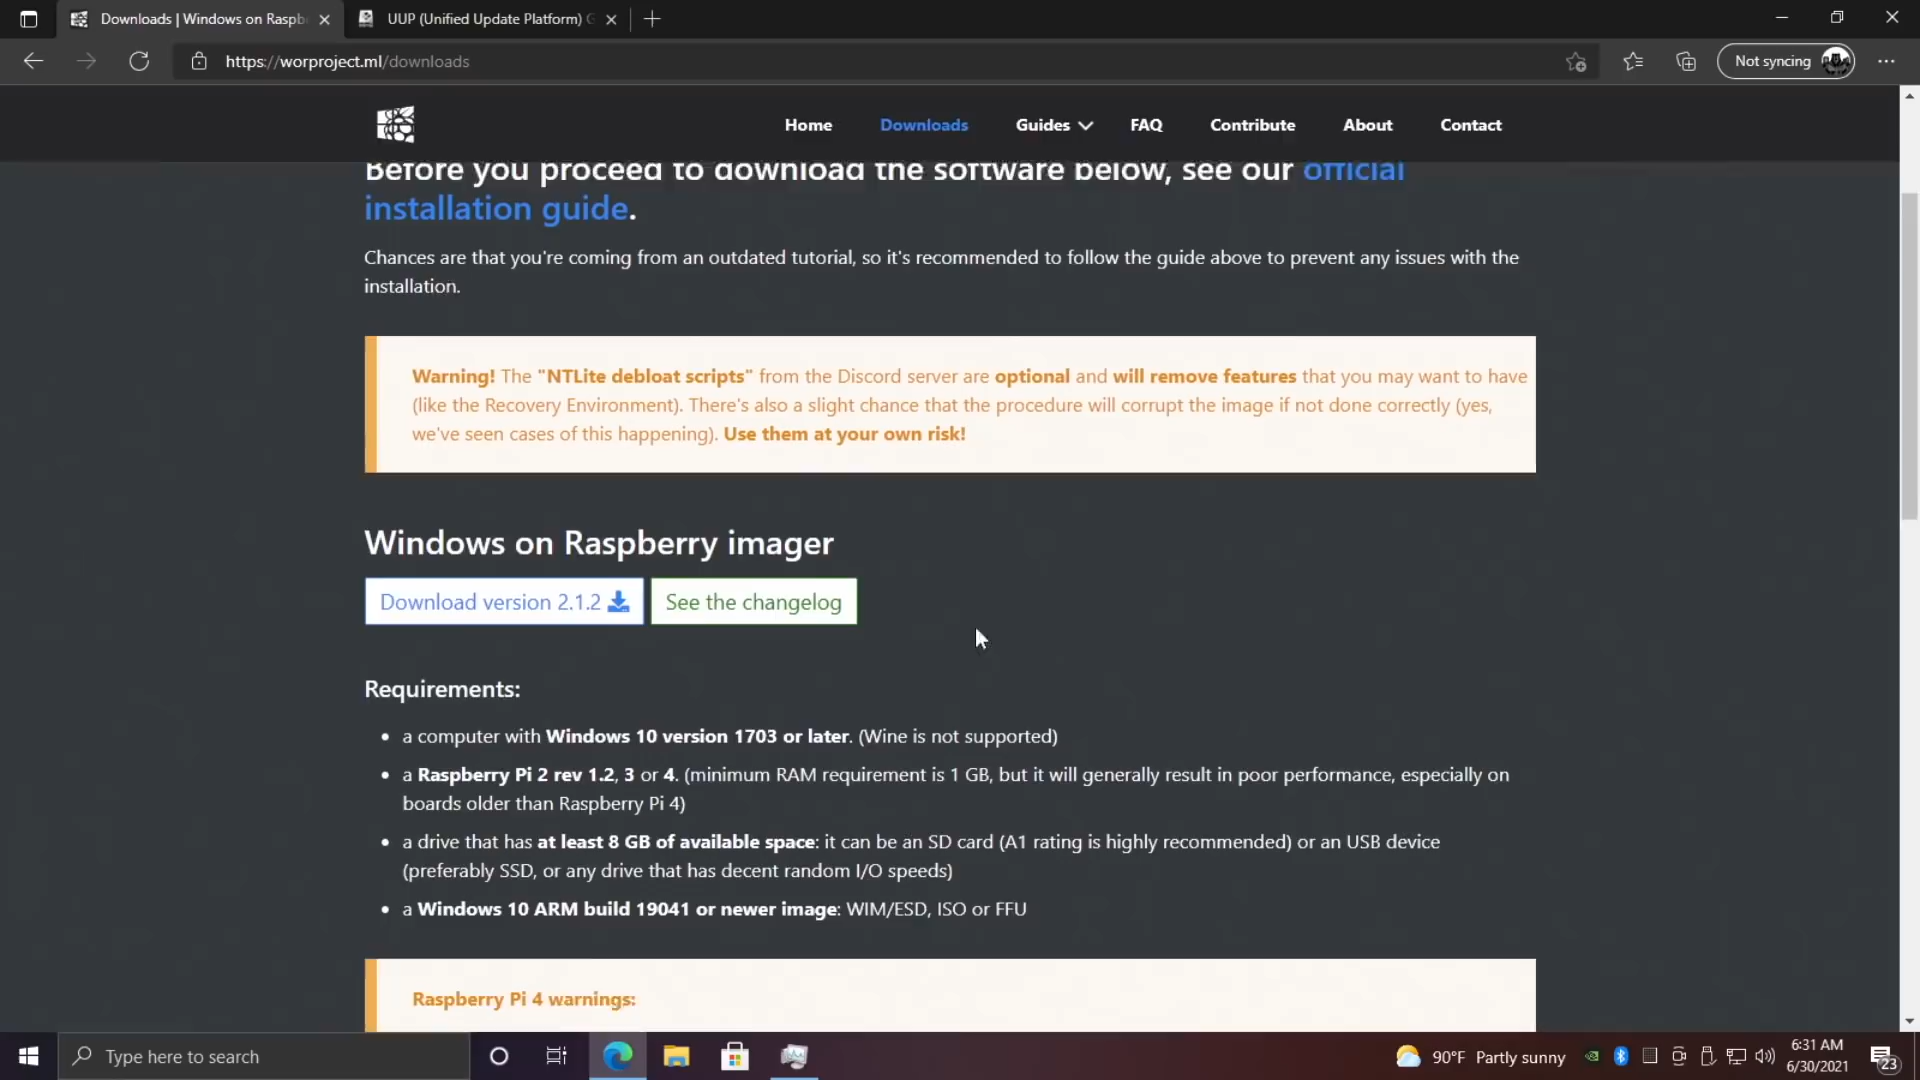 Downloads | Windows on Raspb
UUP (Unified Update Platform) G
https://worproject.ml/downloads
Not syncing
Home
Downloads
Guides
FAQ
Contribute
About
Contact
Before you proceed to download the software below, see our official
installation guide.
Chances are that you're coming from an outdated tutorial, so it's recommended to follow the guide above to prevent any issues with the
installation.
Warning! The "NTLite debloat scripts" from the Discord server are optional and will remove features that you may want to have
(like the Recovery Environment). There's also a slight chance that the procedure will corrupt the image if not done correctly (yes,
we've seen cases of this happening). Use them at your own risk!
Windows on Raspberry imager
Download version 2.1.2
See the changelog
Requirements:
• a computer with Windows 10 version 1703 or later. (Wine is not supported)
• a Raspberry Pi 2 rev 1.2, 3 or 4. (minimum RAM requirement is 1 GB, but it will generally result in poor performance, especially on
boards older than Raspberry Pi 4)
• a drive that has at least 8 GB of available space: it can be an SD card (A1 rating is highly recommended) or an USB device
(preferably SSD, or any drive that has decent random I/O speeds)
• a Windows 10 ARM build 19041 or newer image: WIM/ESD, ISO or FFU
Raspberry Pi 4 warnings:
Type here to search
90°F Partly sunny
6:31 AM
6/30/2021
23